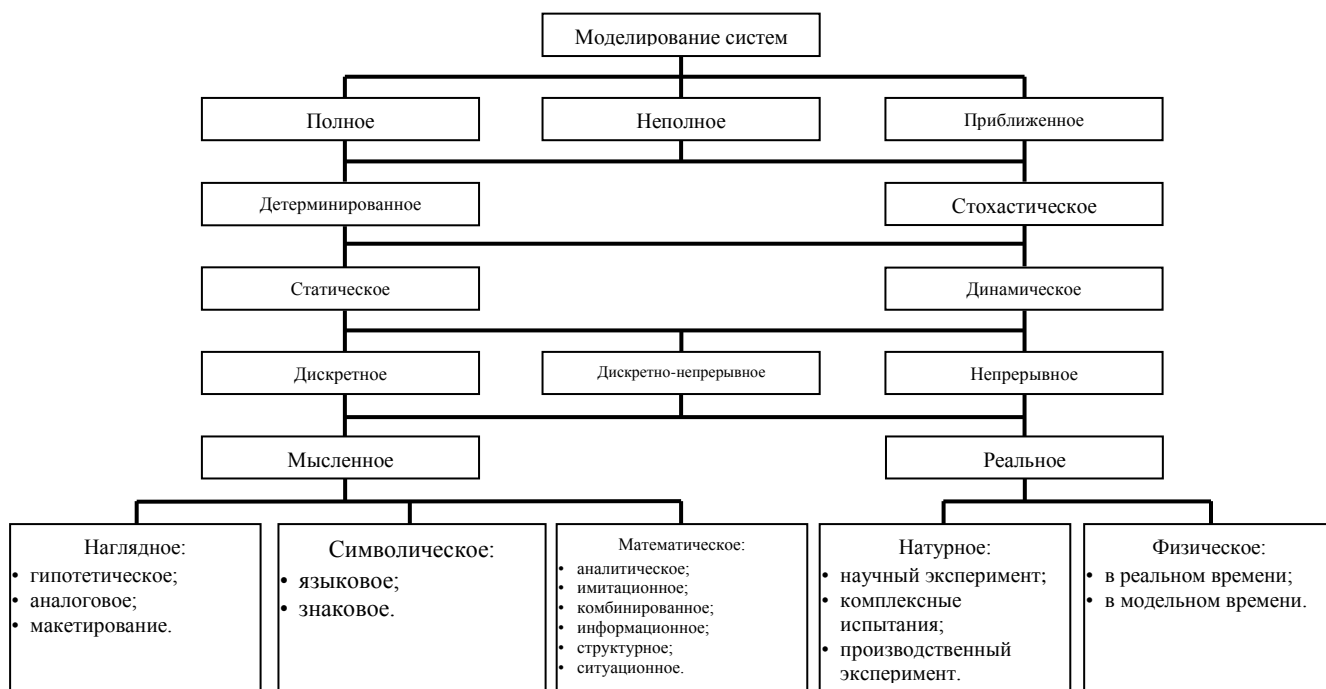 Моделирование систем
Полное
Неполное
Приближенное
Детерминированное
Стохастическое
Статическое
Динамическое
Дискретное
Дискретно-непрерывное
Непрерывное
Мысленное
Реальное
Наглядное:
• гипотетическое;
• аналоговое;
• макетирование.
Символическое:
• языковое;
• знаковое.
Математическое:
• аналитическое;
• имитационное;
• комбинированное;
• информационное;
• структурное;
• ситуационное.
Натурное:
• научный эксперимент;
• комплексные
испытания;
• производственный
эксперимент.
Физическое:
• в реальном времени;
• в модельном времени.